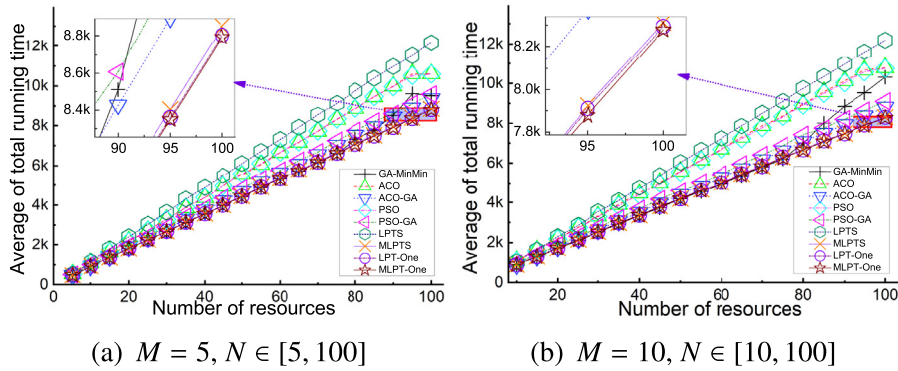 Average of total running time
12k
10k
8k
6k
4k
2k
0
0 20 40 60 80 100
Number of resources
8.8k
8.6k
8.4k
90 95 100
GA-MinMin
ACO
ACO-GA
PSO
PSO-GA
LPTS
MLPTS
LPT-One
MLPT-One
(a) M = 5, N ∈ [5, 100]
Average of total running time
12k
10k
8k
6k
4k
2k
0
20 40 60 80 100
Number of resources
8.2k
8.0k
7.8k
95 100
GA-MinMin
ACO
ACO-GA
PSO
PSO-GA
LPTS
MLPTS
LPT-One
MLPT-One
(b) M = 10, N ∈ [10, 100]